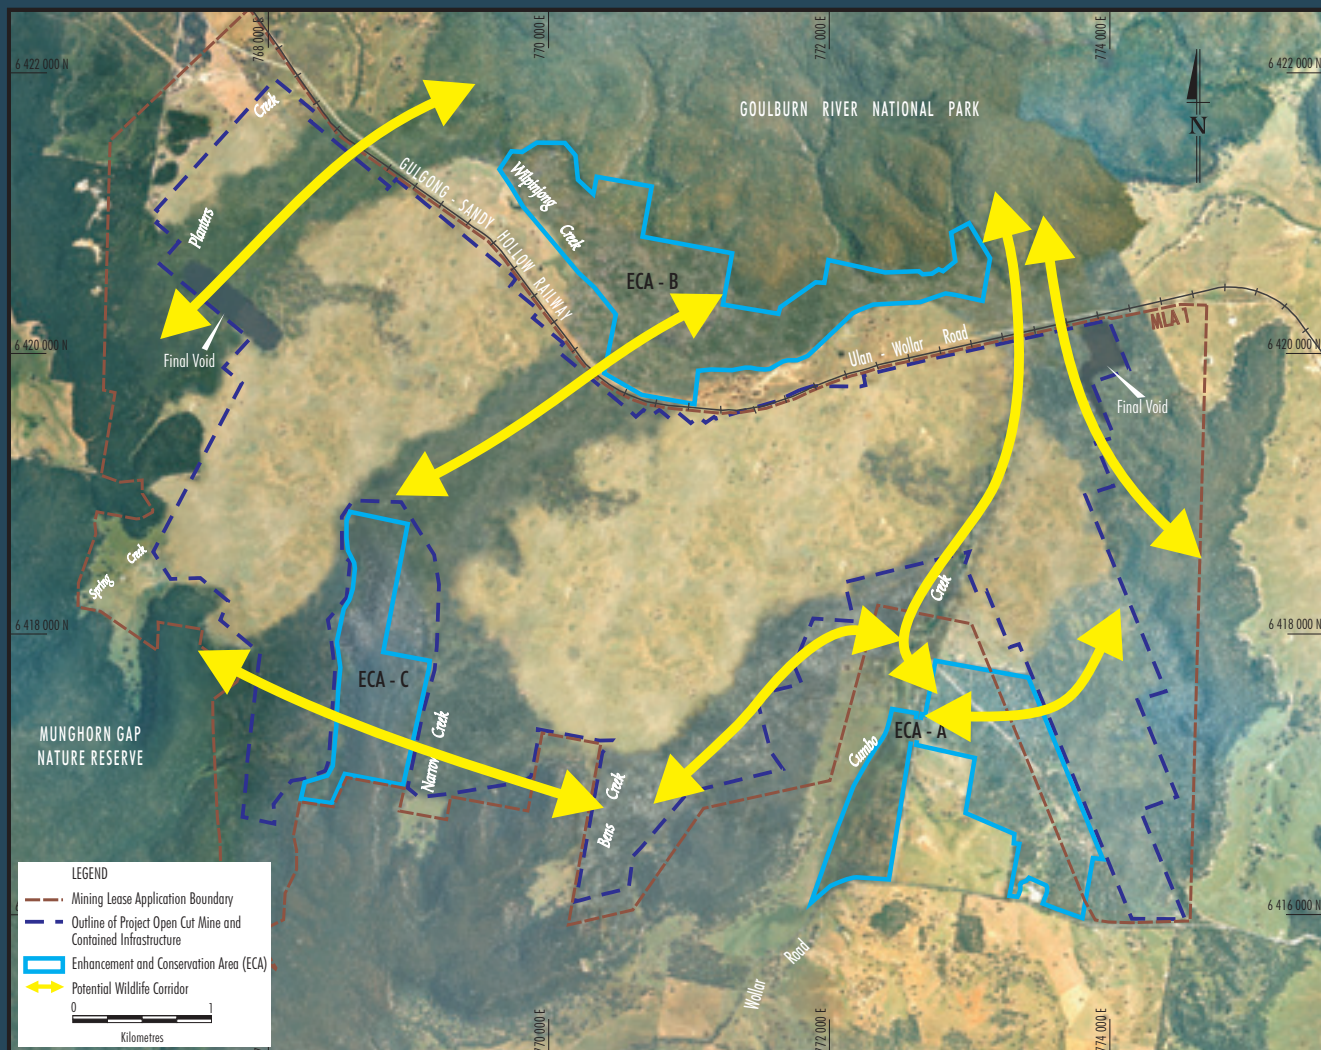 768 000 E
770 000 E
772 000 E
774 000 E
6 422 000 N
6 422 000 N
GOULBURN RIVER NATIONAL PARK
N
Creek
Planters
GULGONG - SANDY HOLLOW RAILWAY
Wilpinjong
Creek
ECA - B
MLA 1
Ulan - Wollar Road
6 420 000 N
6 420 000 N
Final Void
Final Void
Spring Creek
Creek
6 418 000 N
6 418 000 N
ECA - C
MUNGHORN GAP
NATURE RESERVE
Narrow Creek
Cumbo
ECA - A
Bens Creek
6 416 000 N
Wollar Road
LEGEND
Mining Lease Application Boundary
Outline of Project Open Cut Mine and
Contained Infrastructure
Enhancement and Conservation Area (ECA)
Potential Wildlife Corridor
0 1
Kilometres
770 000 E
772 000 E
774 000 E